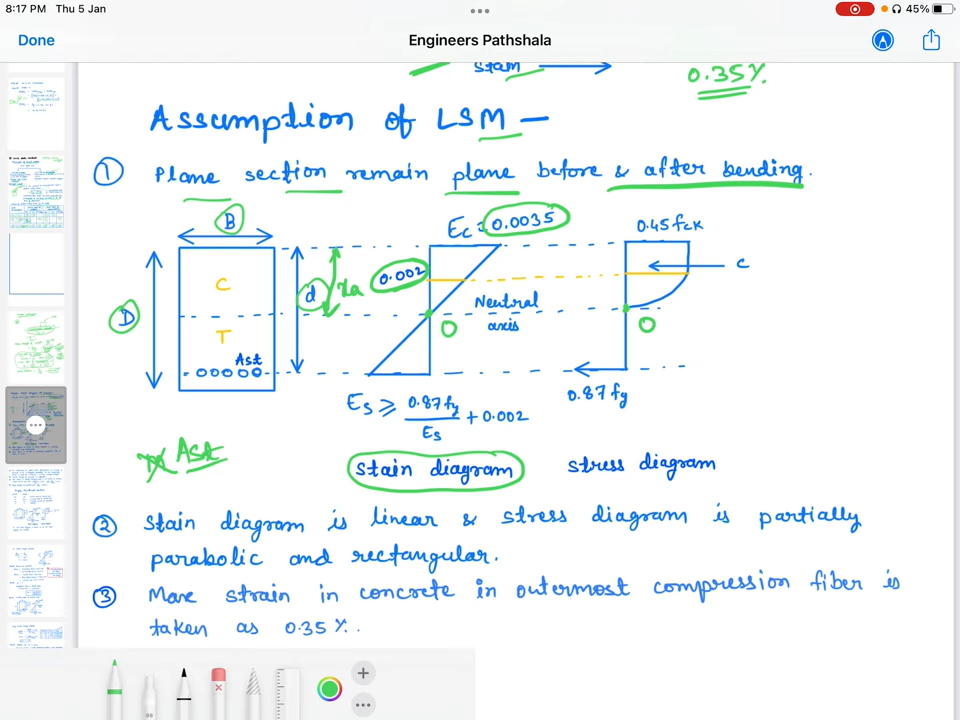 8:17 PM Thu 5 Jan
45%
Done
Engineers Pathshala
Stam
0.35 %
Assumption of LSM -
① Plane section remain plane before & after bending.
B
Ec = 0.0035
0.45 fck
C
D
d
xa
0.002
C
Neutral
axis
O
O
T
Ast
0.87 fy
Es ≥ 0.87 fy / Es + 0.002
Ast
Stain diagram
stress diagram
② Stain diagram is linear & stress diagram is partially
parabolic and rectangular.
③ Max strain in concrete in outermost compression fiber is
taken as 0.35 %.